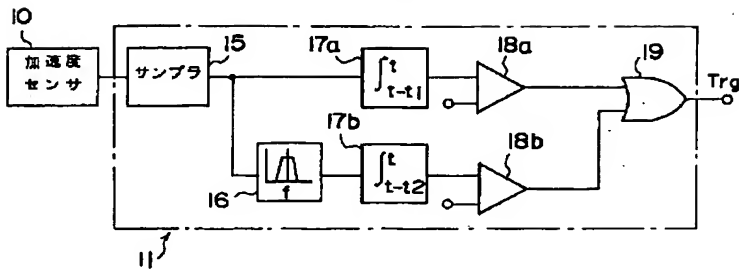 10
加速度
センサ
15
サンプラ
17a
∫t
t-t1
18a
19
Trg
16
f
17b
∫t
t-t2
18b
11